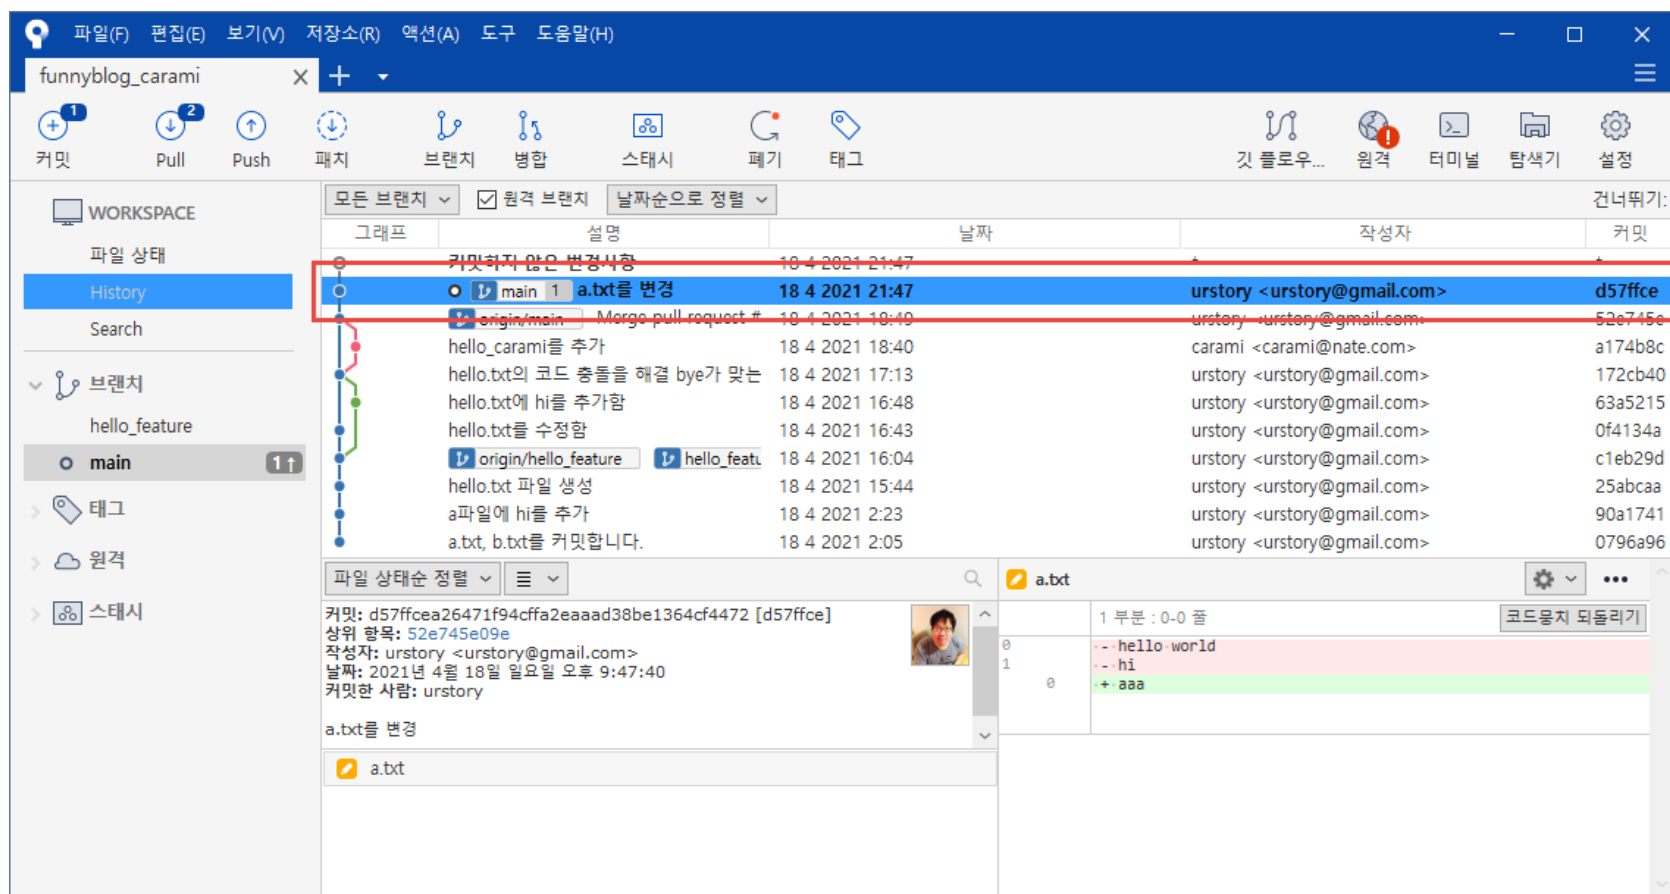 파일(F) 편집(E) 보기(V) 저장소(R) 액션(A) 도구 도움말(H)
funnyblog_carami
1 2
커밋 Pull Push 패치 브랜치 병합 스태시 폐기 태그 깃 플로우... 원격 터미널 탐색기 설정
모든 브랜치 원격 브랜치 날짜순으로 정렬 건너뛰기:
그래프 설명 날짜 작성자 커밋
커밋하지 않은 변경사항 18 4 2021 21:47 * *
main 1 a.txt를 변경 18 4 2021 21:47 urstory <urstory@gmail.com> d57ffce
origin/main Merge pull request # 18 4 2021 18:49 urstory <urstory@gmail.com> 52e745e
hello_carami를 추가 18 4 2021 18:40 carami <carami@nate.com> a174b8c
hello.txt의 코드 충돌을 해결 bye가 맞는 18 4 2021 17:13 urstory <urstory@gmail.com> 172cb40
hello.txt에 hi를 추가함 18 4 2021 16:48 urstory <urstory@gmail.com> 63a5215
hello.txt를 수정함 18 4 2021 16:43 urstory <urstory@gmail.com> 0f4134a
origin/hello_feature hello_featu 18 4 2021 16:04 urstory <urstory@gmail.com> c1eb29d
hello.txt 파일 생성 18 4 2021 15:44 urstory <urstory@gmail.com> 25abcaa
a파일에 hi를 추가 18 4 2021 2:23 urstory <urstory@gmail.com> 90a1741
a.txt, b.txt를 커밋합니다. 18 4 2021 2:05 urstory <urstory@gmail.com> 0796a96
WORKSPACE
파일 상태
History
Search
브랜치
hello_feature
main 1↑
태그
원격
스태시
파일 상태순 정렬
커밋: d57ffcea26471f94cffa2eaaad38be1364cf4472 [d57ffce]
상위 항목: 52e745e09e
작성자: urstory <urstory@gmail.com>
날짜: 2021년 4월 18일 일요일 오후 9:47:40
커밋한 사람: urstory
a.txt를 변경
a.txt
a.txt
1 부분 : 0-0 줄 코드뭉치 되돌리기
0 - hello world
1 - hi
0 + aaa